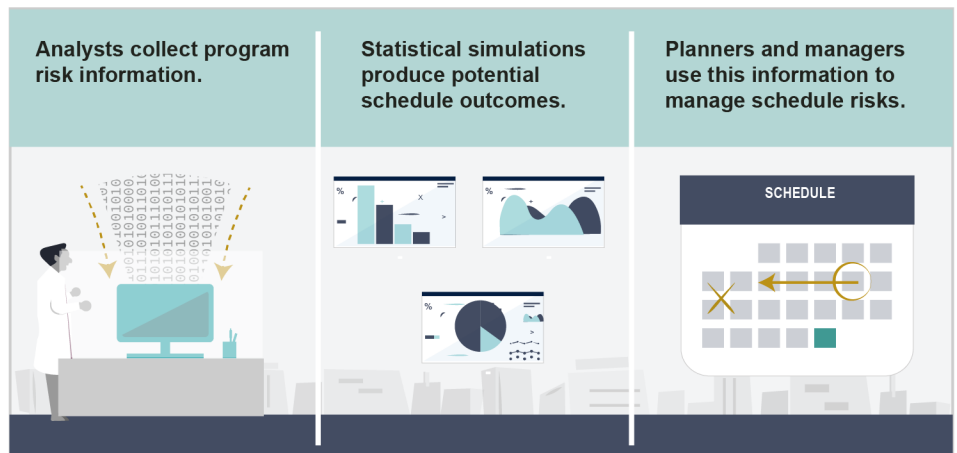 Analysts collect program
risk information.
Statistical simulations
produce potential
schedule outcomes.
Planners and managers
use this information to
manage schedule risks.
%
X
%
%
SCHEDULE